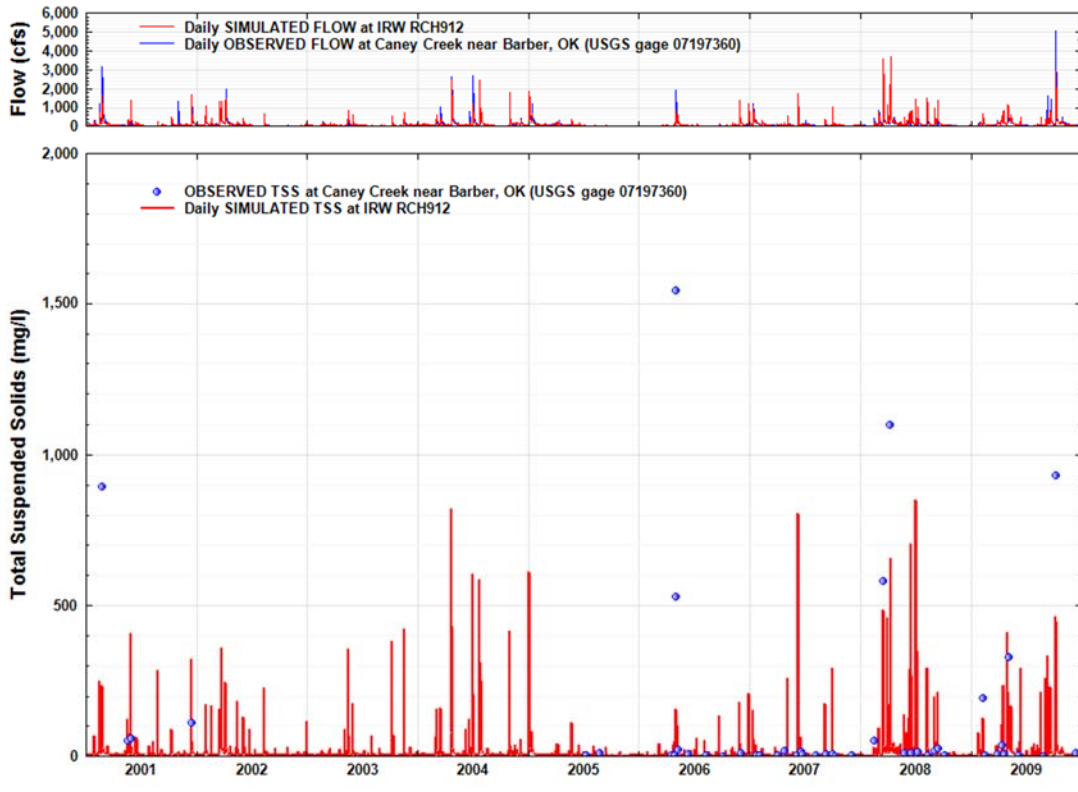 6,000
5,000
4,000
3,000
2,000
1,000
0
Flow (cfs)
Daily SIMULATED FLOW at IRW RCH912
Daily OBSERVED FLOW at Caney Creek near Barber, OK (USGS gage 07197360)
2,000
1,500
1,000
500
0
Total Suspended Solids (mg/l)
OBSERVED TSS at Caney Creek near Barber, OK (USGS gage 07197360)
Daily SIMULATED TSS at IRW RCH912
2001 2002 2003 2004 2005 2006 2007 2008 2009